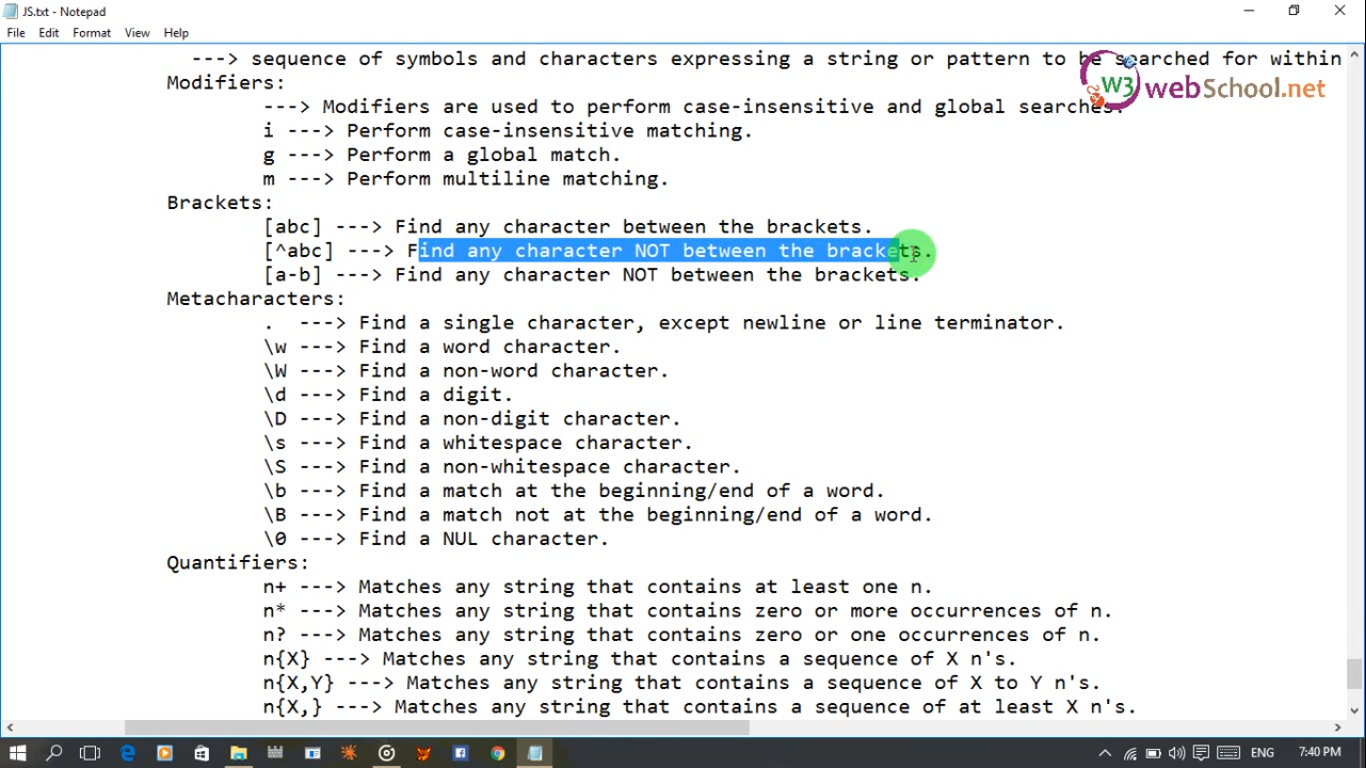 JS.txt - Notepad
File Edit Format View Help
---> sequence of symbols and characters expressing a string or pattern to be searched for within
W3 webSchool.net
Modifiers:
---> Modifiers are used to perform case-insensitive and global searches.
i ---> Perform case-insensitive matching.
g ---> Perform a global match.
m ---> Perform multiline matching.
Brackets:
[abc] ---> Find any character between the brackets.
[^abc] ---> Find any character NOT between the brackets.
[a-b] ---> Find any character NOT between the brackets.
Metacharacters:
. ---> Find a single character, except newline or line terminator.
\w ---> Find a word character.
\W ---> Find a non-word character.
\d ---> Find a digit.
\D ---> Find a non-digit character.
\s ---> Find a whitespace character.
\S ---> Find a non-whitespace character.
\b ---> Find a match at the beginning/end of a word.
\B ---> Find a match not at the beginning/end of a word.
\0 ---> Find a NUL character.
Quantifiers:
n+ ---> Matches any string that contains at least one n.
n* ---> Matches any string that contains zero or more occurrences of n.
n? ---> Matches any string that contains zero or one occurrences of n.
n{X} ---> Matches any string that contains a sequence of X n's.
n{X,Y} ---> Matches any string that contains a sequence of X to Y n's.
n{X,} ---> Matches any string that contains a sequence of at least X n's.
ENG 7:40 PM